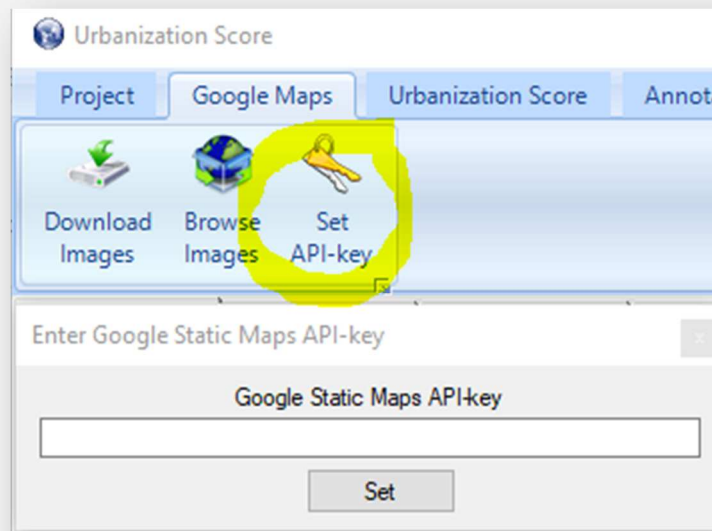 Urbanization Score
Project Google Maps Urbanization Score Annot
Download Browse Set
Images Images API-key
Enter Google Static Maps API-key
x
Google Static Maps API-key
Set